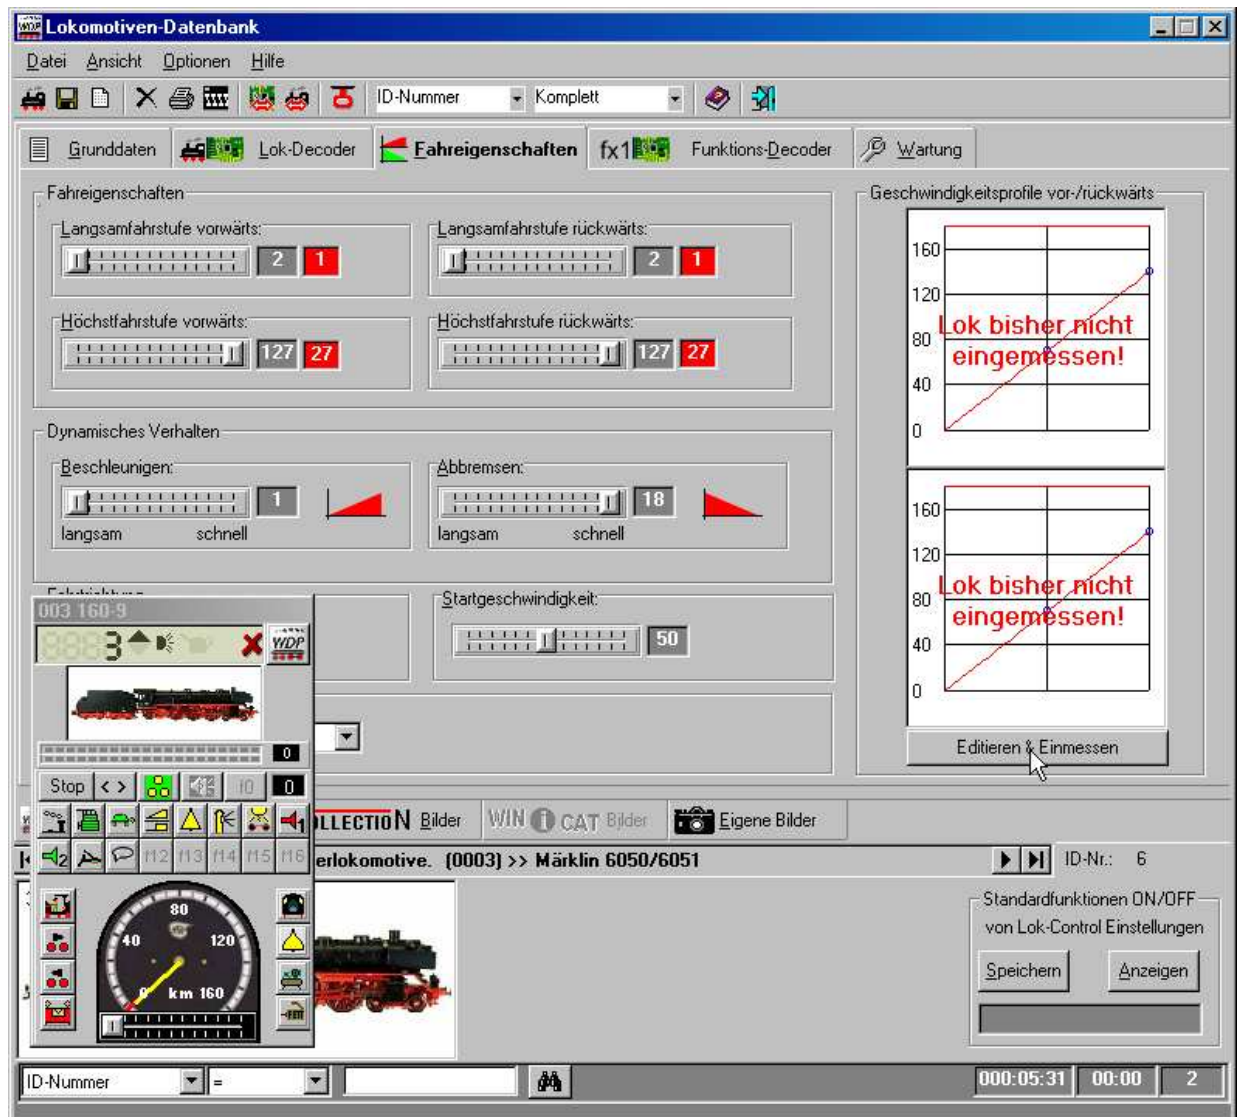 WDP Lokomotiven-Datenbank
Datei Ansicht Optionen Hilfe
ID-Nummer Komplett
Grunddaten Lok-Decoder Fahreigenschaften fx1 Funktions-Decoder Wartung
Fahreigenschaften
Langsamfahrstufe vorwärts:
2 1
Langsamfahrstufe rückwärts:
2 1
Höchstfahrstufe vorwärts:
127 27
Höchstfahrstufe rückwärts:
127 27
Dynamisches Verhalten
Beschleunigen:
1
langsam schnell
Abbremsen:
18
langsam schnell
Startgeschwindigkeit:
50
Geschwindigkeitsprofile vor-/rückwärts
160
120
80
40
0
Lok bisher nicht
eingemessen!
160
120
80
40
0
Lok bisher nicht
eingemessen!
Editieren & Einmessen
003 160-9
3 WDP
0
Stop < > I0 0
1
2 f12 f13 f14 f15 f16
80
40 120
0 km 160
LLECTION Bilder WIN CAT Bilder Eigene Bilder
erlokomotive. (0003) >> Märklin 6050/6051
ID-Nr.: 6
Standardfunktionen ON/OFF
von Lok-Control Einstellungen
Speichern Anzeigen
ID-Nummer =
000:05:31 00:00 2